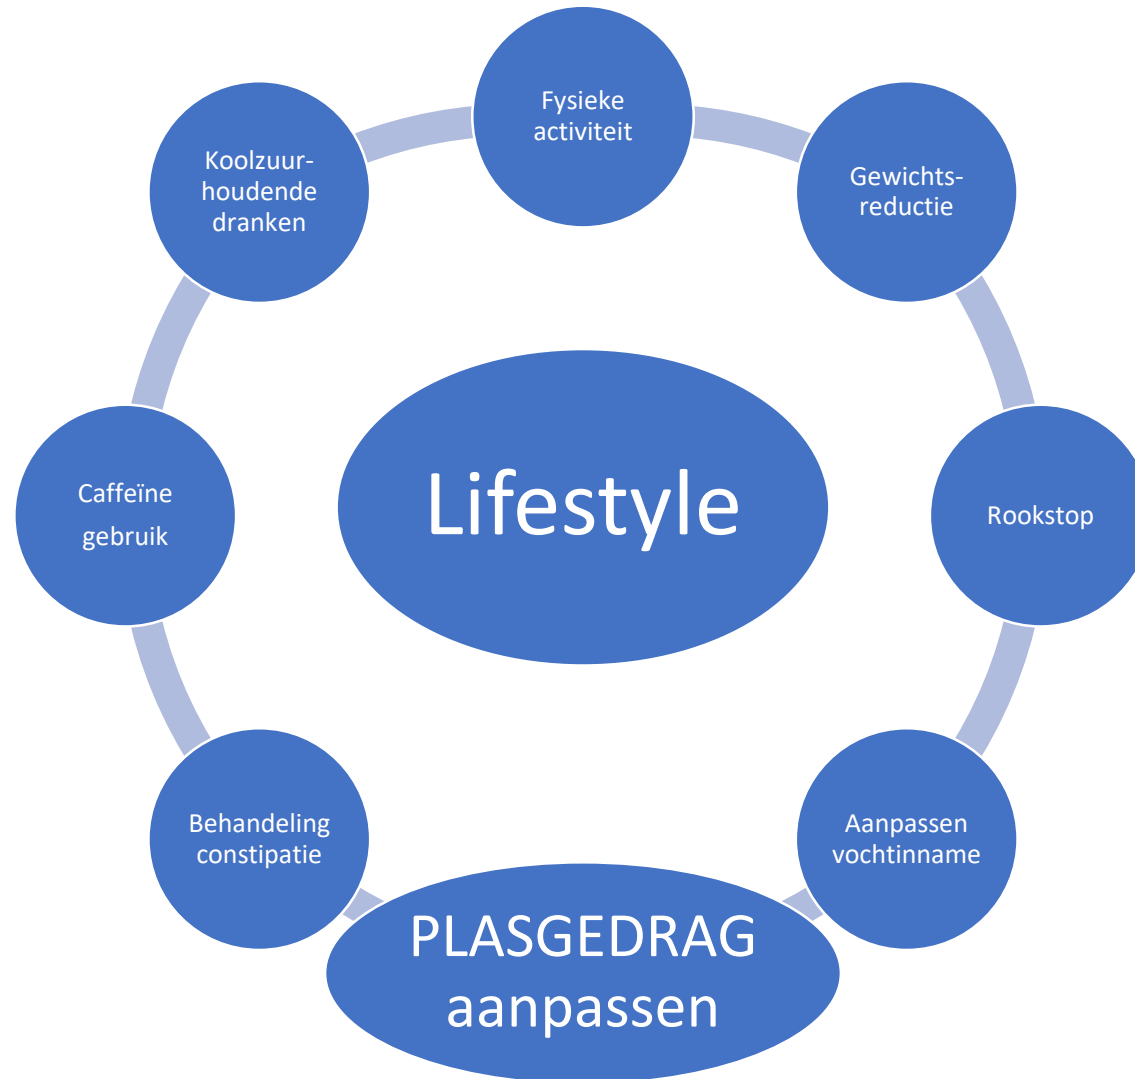 Fysieke
activiteit
Gewichts-
reductie
Rookstop
Aanpassen
vochtinname
PLASGEDRAG
aanpassen
Behandeling
constipatie
Caffeïne
gebruik
Koolzuur-
houdende
dranken
Lifestyle